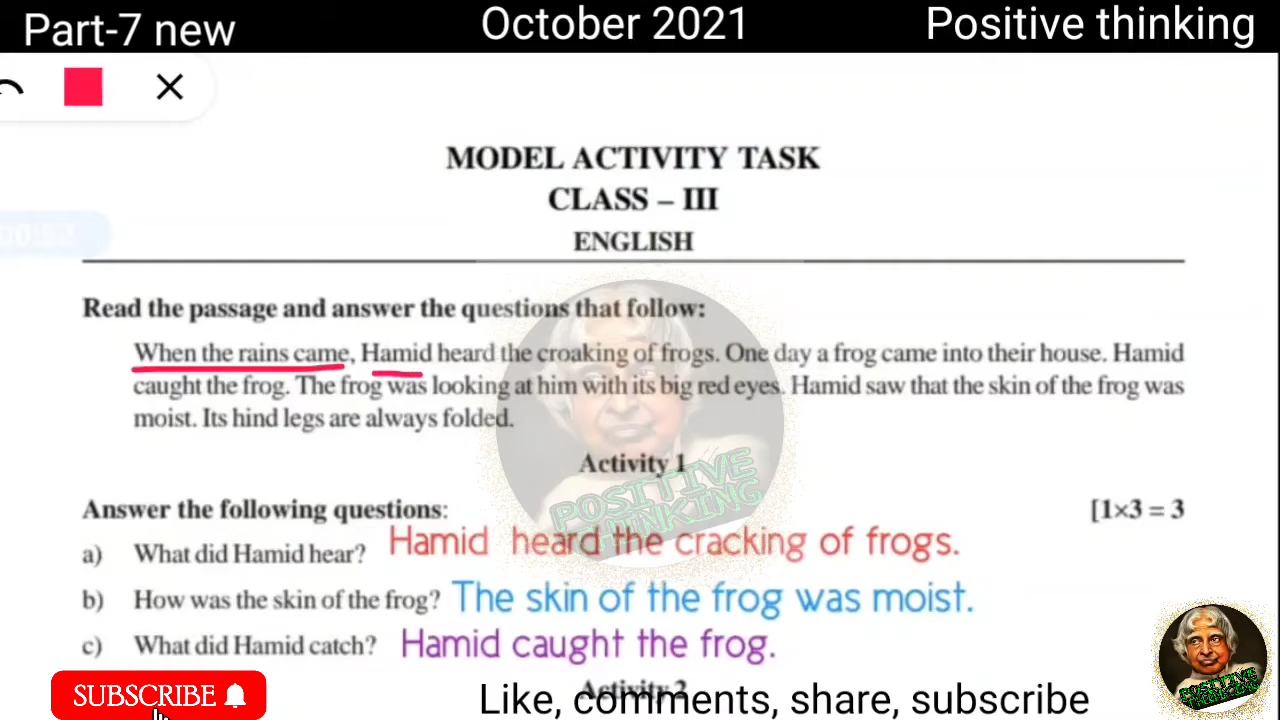 Part-7 new October 2021 Positive thinking
MODEL ACTIVITY TASK
CLASS – III
ENGLISH
Read the passage and answer the questions that follow:
When the rains came, Hamid heard the croaking of frogs. One day a frog came into their house. Hamid
caught the frog. The frog was looking at him with its big red eyes. Hamid saw that the skin of the frog was
moist. Its hind legs are always folded.
Activity 1
POSITIVE
THINKING
Answer the following questions: [1×3 = 3
a) What did Hamid hear? Hamid heard the cracking of frogs.
b) How was the skin of the frog? The skin of the frog was moist.
c) What did Hamid catch? Hamid caught the frog.
Activity 2
SUBSCRIBE Like, comments, share, subscribe
POSITIVE
THINKING